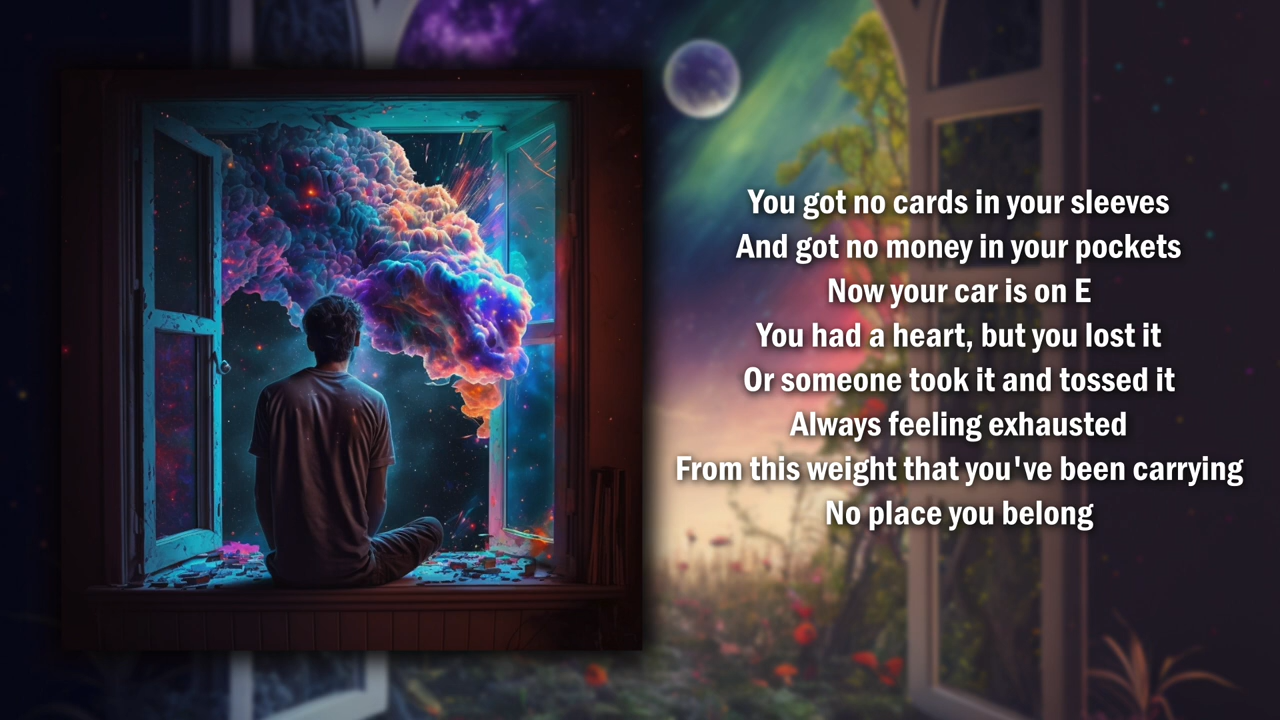 You got no cards in your sleeves
And got no money in your pockets
Now your car is on E
You had a heart, but you lost it
Or someone took it and tossed it
Always feeling exhausted
From this weight that you've been carrying
No place you belong